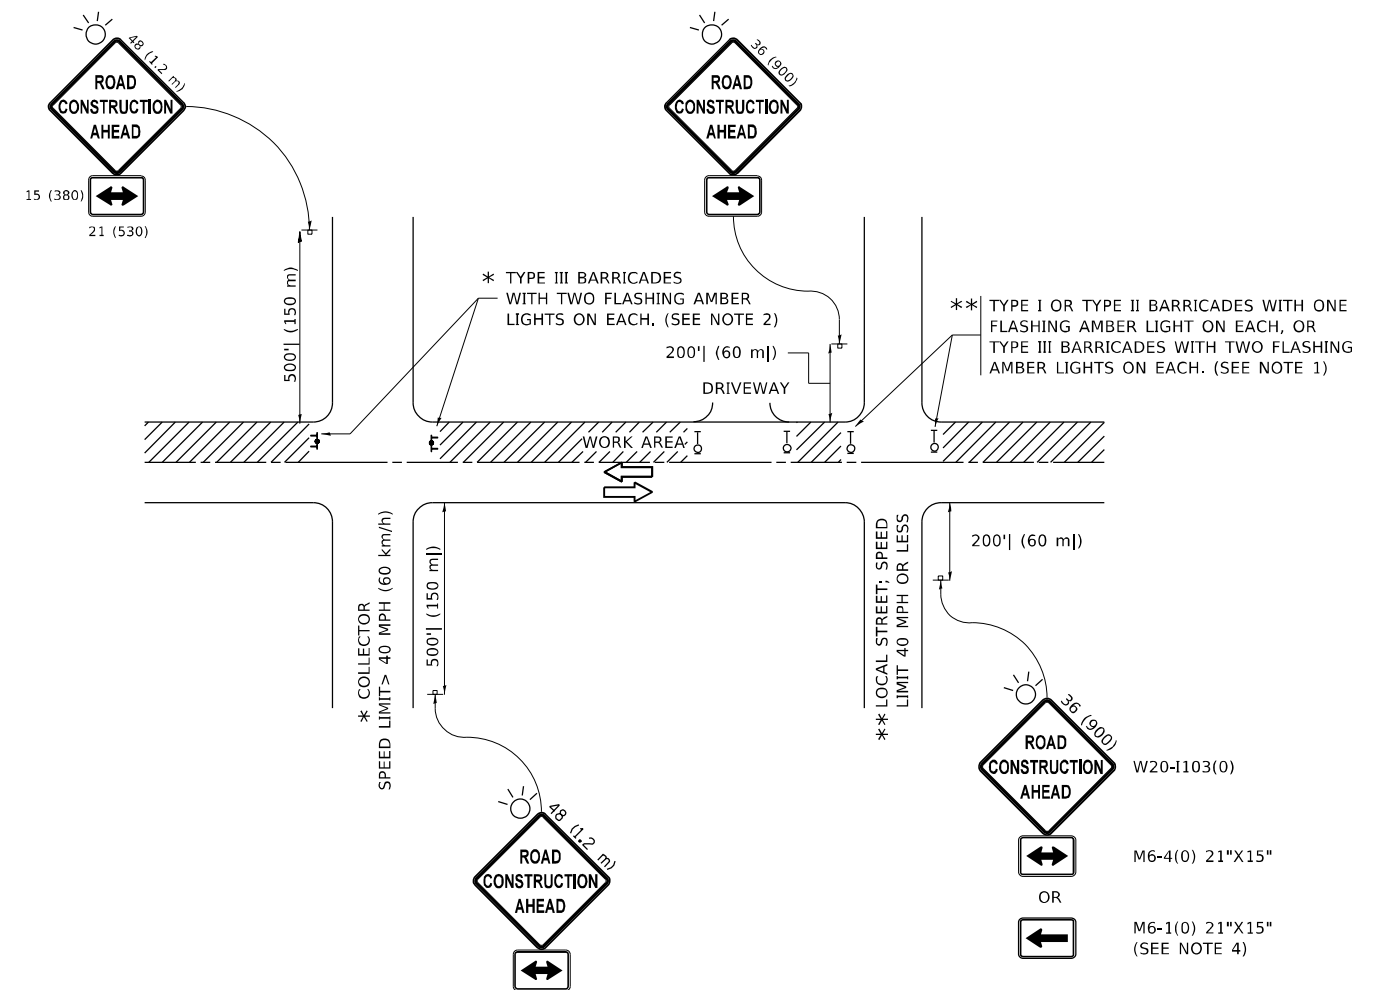 48 (1.2 m)
ROAD
CONSTRUCTION
AHEAD
15 (380)
21 (530)
36 (900)
ROAD
CONSTRUCTION
AHEAD
500'| (150 m)
* TYPE III BARRICADES
WITH TWO FLASHING AMBER
LIGHTS ON EACH. (SEE NOTE 2)
200'| (60 m|)
DRIVEWAY
** TYPE I OR TYPE II BARRICADES WITH ONE
FLASHING AMBER LIGHT ON EACH, OR
TYPE III BARRICADES WITH TWO FLASHING
AMBER LIGHTS ON EACH. (SEE NOTE 1)
WORK AREA
* COLLECTOR
SPEED LIMIT> 40 MPH (60 km/h)
500'| (150 m|)
** LOCAL STREET; SPEED
LIMIT 40 MPH OR LESS
200'| (60 m|)
48 (1.2 m)
ROAD
CONSTRUCTION
AHEAD
36 (900)
ROAD
CONSTRUCTION
AHEAD
W20-I103(0)
M6-4(0) 21"X15"
OR
M6-1(0) 21"X15"
(SEE NOTE 4)